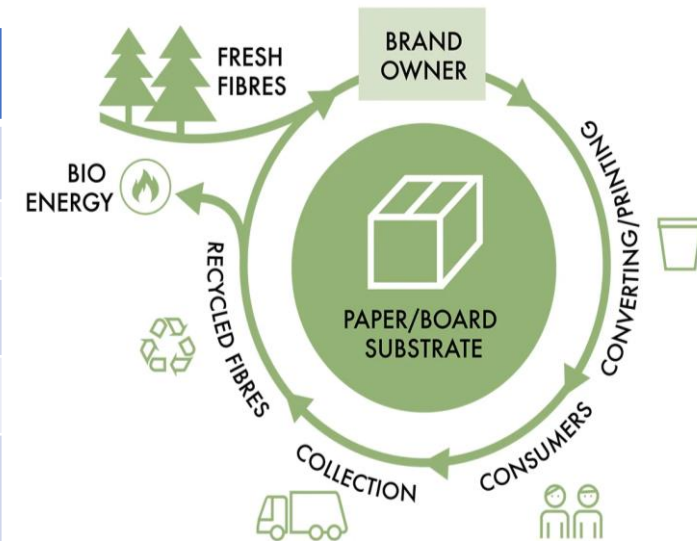 FRESH
FIBRES
BRAND
OWNER
BIO
ENERGY
CONVERTING/PRINTING
PAPER/BOARD
SUBSTRATE
RECYCLED FIBRES
CONSUMERS
COLLECTION